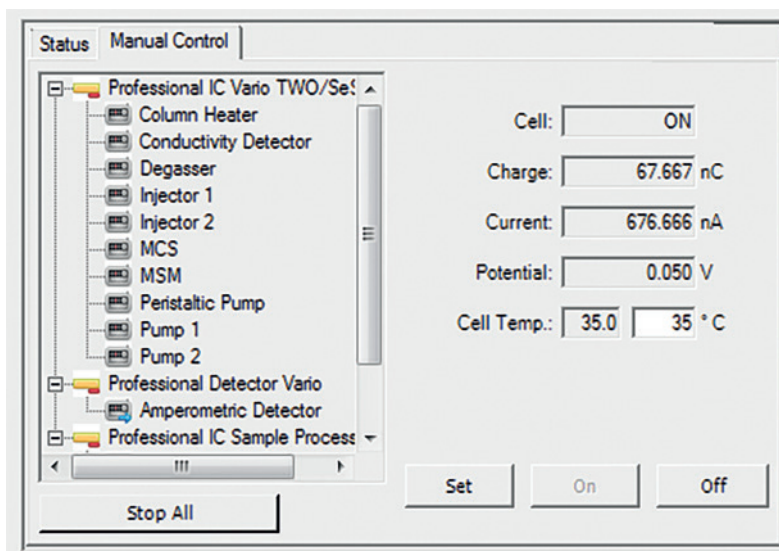 Status Manual Control
Professional IC Vario TWO/SeS
Column Heater
Conductivity Detector
Degasser
Injector 1
Injector 2
MCS
MSM
Peristaltic Pump
Pump 1
Pump 2
Professional Detector Vario
Amperometric Detector
Professional IC Sample Process
Stop All
Cell: ON
Charge: 67.667 nC
Current: 676.666 nA
Potential: 0.050 V
Cell Temp.: 35.0 35 ° C
Set On Off